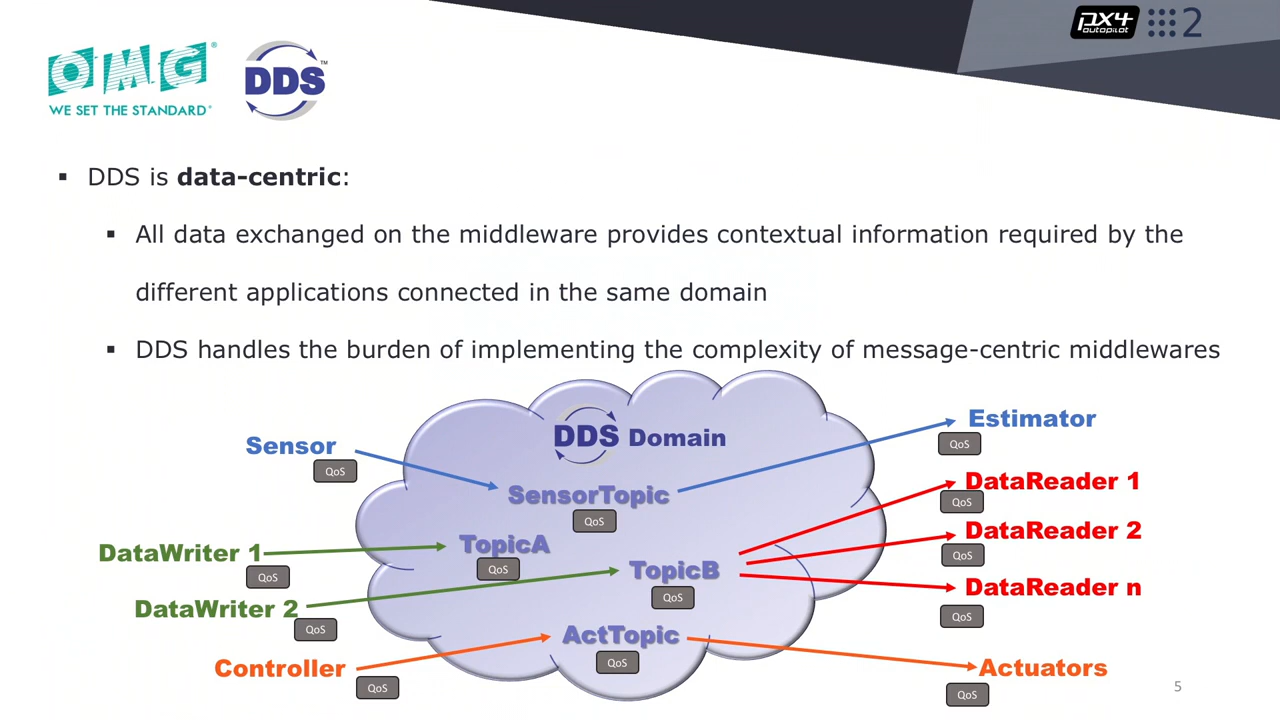 px4 autopilot 2
OMG®
WE SET THE STANDARD®
DDS™
▪ DDS is data-centric:
▪ All data exchanged on the middleware provides contextual information required by the
different applications connected in the same domain
▪ DDS handles the burden of implementing the complexity of message-centric middlewares
DDS Domain
Sensor
QoS
SensorTopic
QoS
Estimator
QoS
DataWriter 1
QoS
TopicA
QoS
DataWriter 2
QoS
TopicB
QoS
DataReader 1
QoS
DataReader 2
QoS
DataReader n
QoS
Controller
QoS
ActTopic
QoS
Actuators
QoS
5